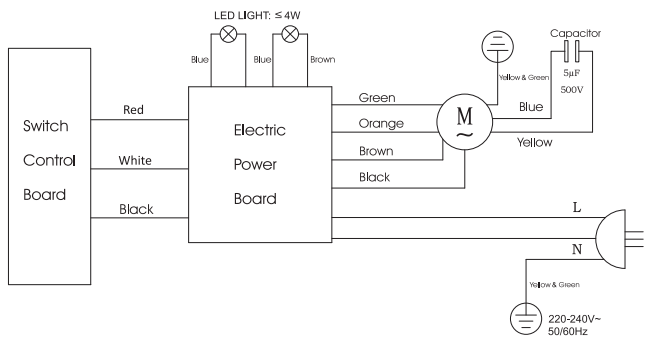 LED LIGHT: ≤ 4W
Blue
Blue
Brown
Capacitor
5µF
500V
Yellow & Green
Blue
Yellow
Switch
Control
Board
Red
White
Black
Electric
Power
Board
Green
Orange
Brown
Black
M
~
L
N
Yellow & Green
220-240V~
50/60Hz